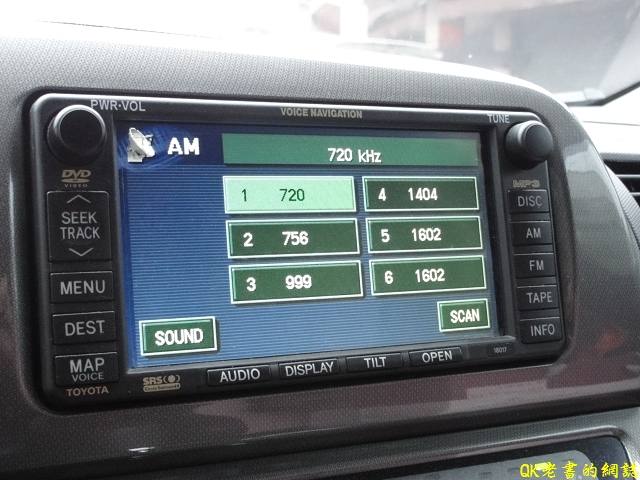 PWR·VOL
VOICE NAVIGATION
TUNE
AM
720 kHz
DVD
VIDEO
MP3
1 720
4 1404
SEEK
TRACK
DISC
2 756
5 1602
AM
MENU
3 999
6 1602
FM
DEST
SOUND
SCAN
TAPE
MAP
VOICE
INFO
TOYOTA
SRS
AUDIO
DISPLAY
TILT
OPEN
16017
QK老書的網誌